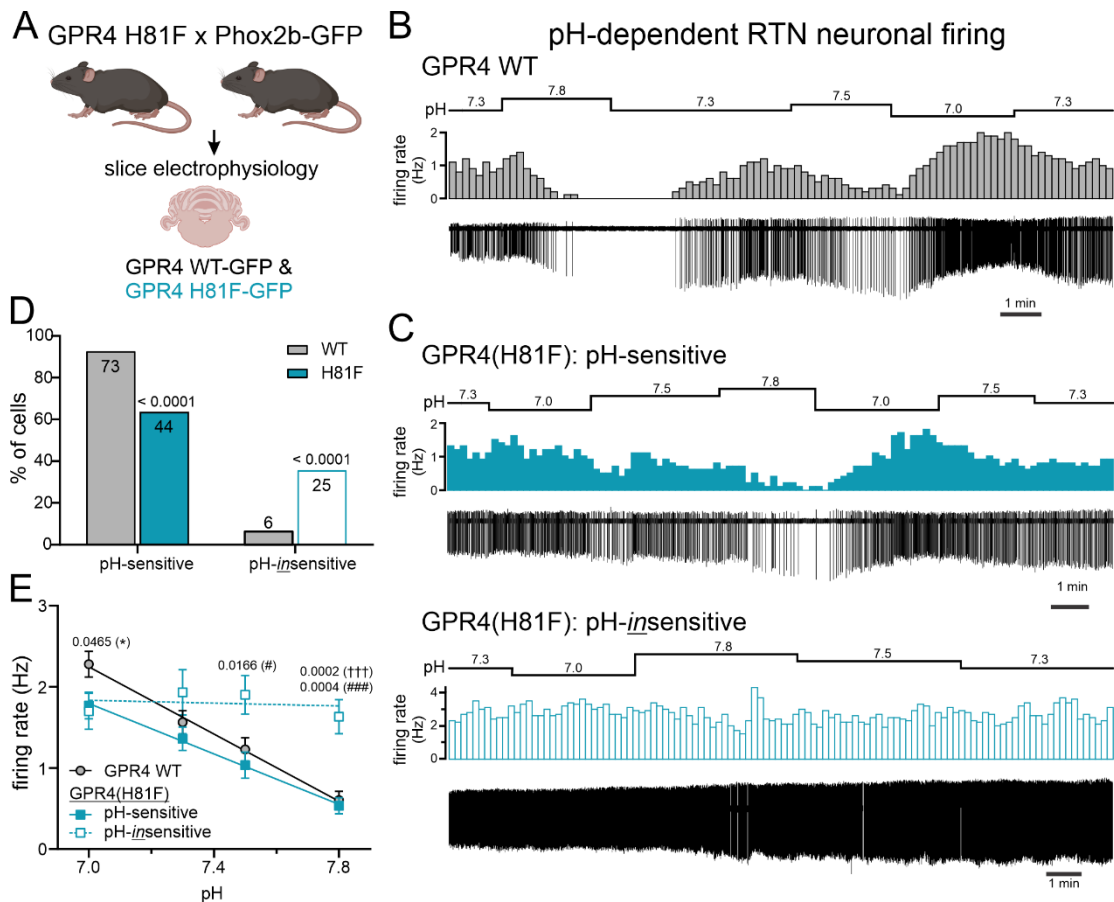 A
GPR4 H81F x Phox2b-GFP
slice electrophysiology
GPR4 WT-GFP &
GPR4 H81F-GFP
B
pH-dependent RTN neuronal firing
GPR4 WT
pH 7.3 7.8 7.3 7.5 7.0 7.3
firing rate
(Hz)
2
1
0
1 min
C
GPR4(H81F): pH-sensitive
pH 7.3 7.0 7.5 7.8 7.0 7.5 7.3
firing rate
(Hz)
2
1
0
1 min
GPR4(H81F): pH-insensitive
pH 7.3 7.0 7.8 7.5 7.3
firing rate
(Hz)
4
2
0
1 min
D
% of cells
100
80
60
40
20
0
WT
H81F
73
< 0.0001
44
6
< 0.0001
25
pH-sensitive
pH-insensitive
E
firing rate (Hz)
3
2
1
0
0.0465 (*)
0.0166 (#)
0.0002 (†††)
0.0004 (###)
GPR4 WT
GPR4(H81F)
pH-sensitive
pH-insensitive
7.0 7.4 7.8
pH